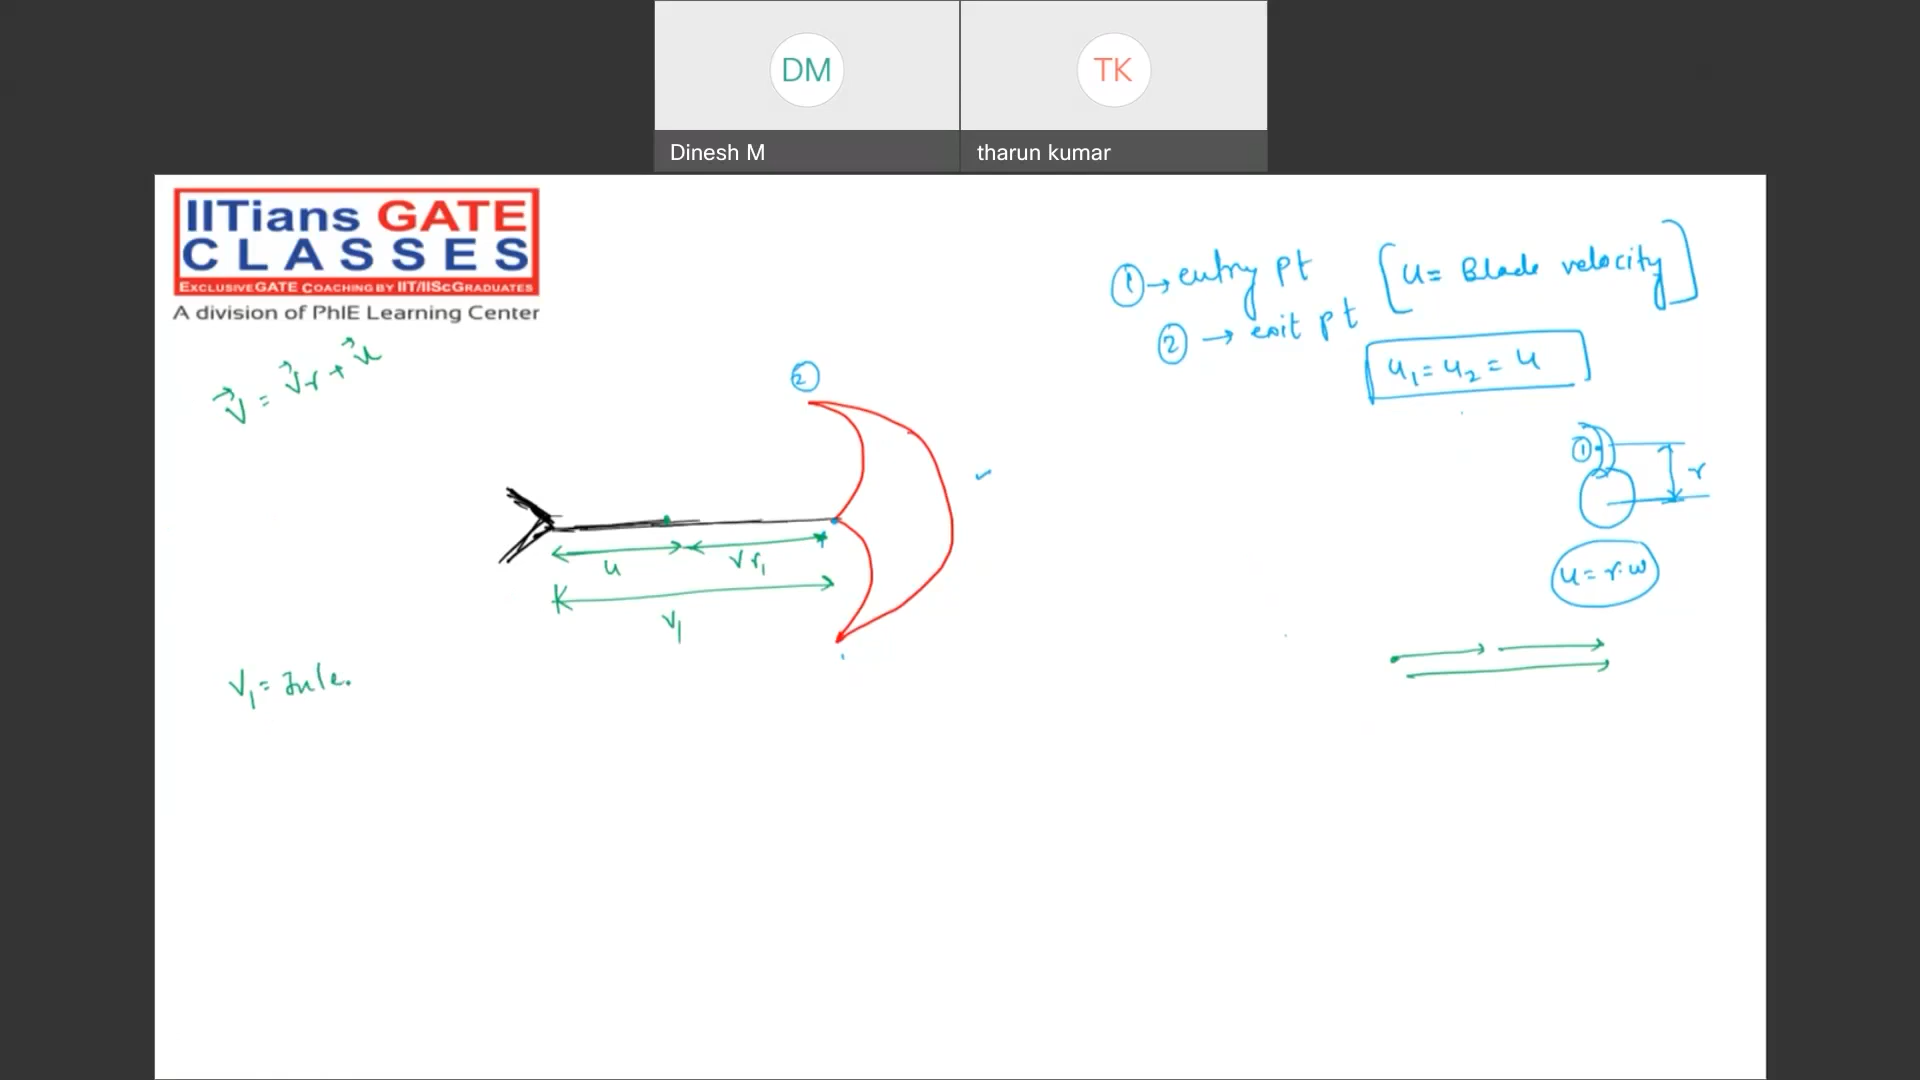 DM
TK
Dinesh M
tharun kumar
IITians GATE
CLASSES
EXCLUSIVE GATE COACHING BY IIT/IISc GRADUATES
A division of PhIE Learning Center
① → entry pt [u = Blade velocity]
② → exit pt
u₁ = u₂ = u
V⃗ = V⃗r + u⃗
②
①
r
u = r.w
u
Vr₁
V₁
V₁ = Inle.